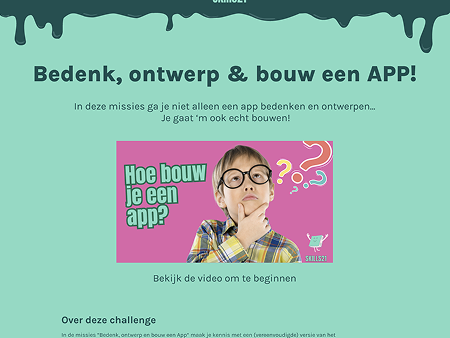 SKILLS21
Bedenk, ontwerp & bouw een APP!
In deze missies ga je niet alleen een app bedenken en ontwerpen...
Je gaat 'm ook echt bouwen!
Hoe bouw
je een
app?
SKILLS21
Bekijk de video om te beginnen
Over deze challenge
In de missies "Bedenk, ontwerp en bouw een App" maak je kennis met een (vereenvoudigde) versie van het